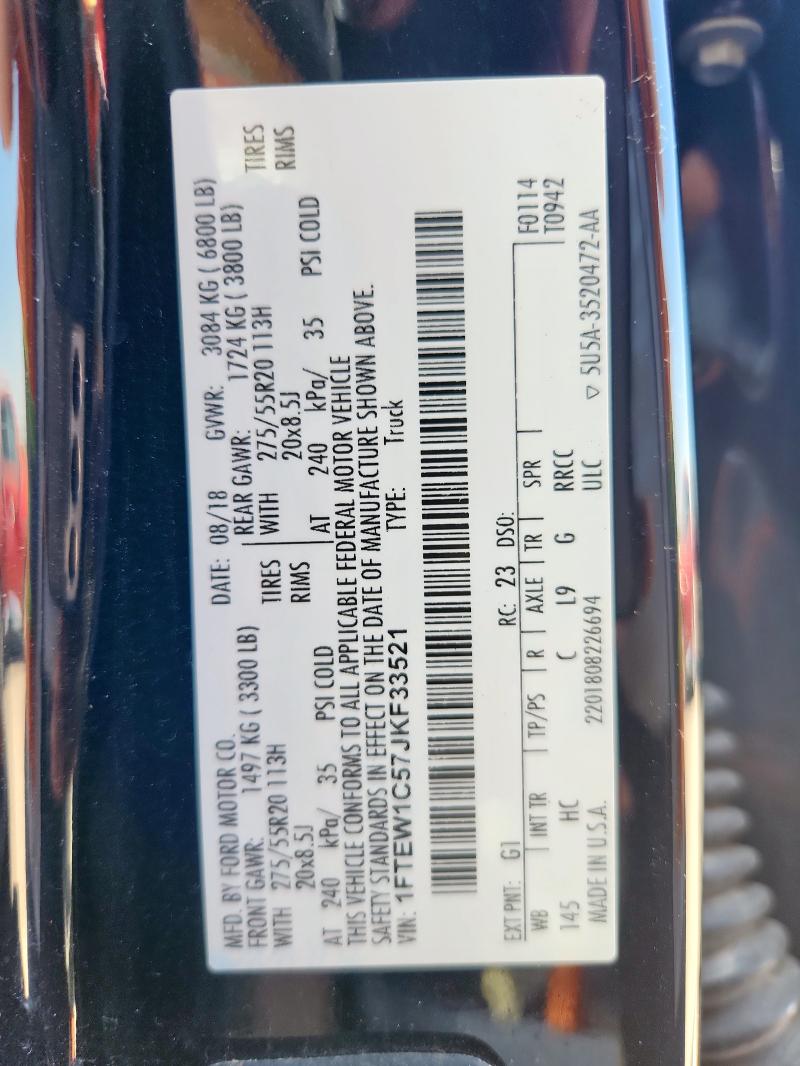 MFD. BY FORD MOTOR CO. DATE: 08/18 GVWR: 3084 KG ( 6800 LB)
FRONT GAWR: 1497 KG ( 3300 LB) REAR GAWR: 1724 KG ( 3800 LB)
WITH 275/55R20 113H TIRES WITH 275/55R20 113H TIRES
20x8.5J RIMS 20x8.5J RIMS
AT 240 kPa/ 35 PSI COLD AT 240 kPa/ 35 PSI COLD
THIS VEHICLE CONFORMS TO ALL APPLICABLE FEDERAL MOTOR VEHICLE
SAFETY STANDARDS IN EFFECT ON THE DATE OF MANUFACTURE SHOWN ABOVE.
VIN: 1FTEW1C57JKF33521 TYPE: Truck
EXT PNT: G1 RC: 23 DSO: F0114
WB INT TR TP/PS R AXLE TR SPR T0942
145 HC C L9 G RRCC
MADE IN U.S.A. 2201808226694 ULC ▽ 5U5A-3520472-AA